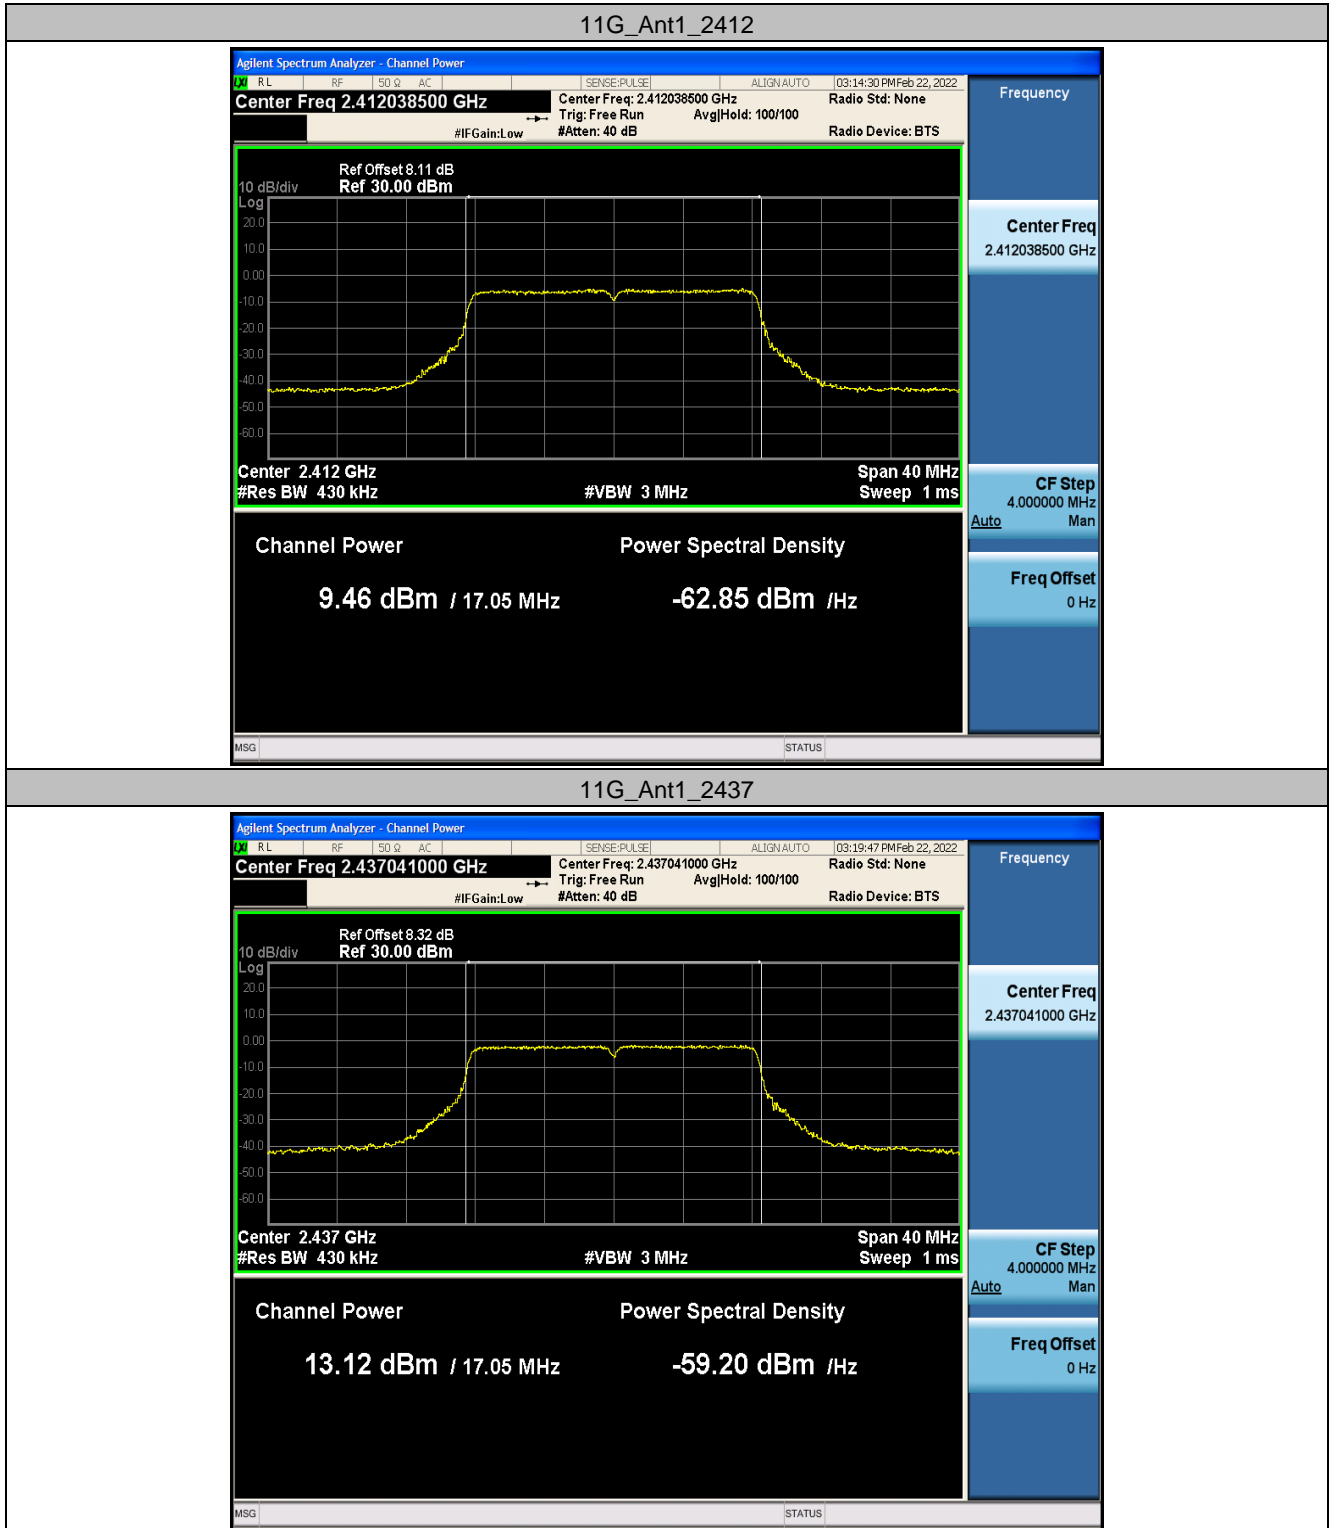 11G_Ant1_2412
Agilent Spectrum Analyzer - Channel Power
LXI RL RF 50 Ω AC SENSE:PULSE ALIGN AUTO 03:14:30 PM Feb 22, 2022
Center Freq 2.412038500 GHz
Center Freq: 2.412038500 GHz
Radio Std: None
Trig: Free Run Avg|Hold: 100/100
#IFGain:Low
#Atten: 40 dB
Radio Device: BTS
Frequency
Ref Offset 8.11 dB
10 dB/div Ref 30.00 dBm
Log
20.0
10.0
0.00
-10.0
-20.0
-30.0
-40.0
-50.0
-60.0
Center Freq
2.412038500 GHz
Center 2.412 GHz Span 40 MHz
#Res BW 430 kHz #VBW 3 MHz Sweep 1 ms
CF Step
4.000000 MHz
Auto Man
Freq Offset
0 Hz
Channel Power Power Spectral Density
9.46 dBm / 17.05 MHz -62.85 dBm /Hz
MSG STATUS
11G_Ant1_2437
Agilent Spectrum Analyzer - Channel Power
LXI RL RF 50 Ω AC SENSE:PULSE ALIGN AUTO 03:19:47 PM Feb 22, 2022
Center Freq 2.437041000 GHz
Center Freq: 2.437041000 GHz
Radio Std: None
Trig: Free Run Avg|Hold: 100/100
#IFGain:Low
#Atten: 40 dB
Radio Device: BTS
Frequency
Ref Offset 8.32 dB
10 dB/div Ref 30.00 dBm
Log
20.0
10.0
0.00
-10.0
-20.0
-30.0
-40.0
-50.0
-60.0
Center Freq
2.437041000 GHz
Center 2.437 GHz Span 40 MHz
#Res BW 430 kHz #VBW 3 MHz Sweep 1 ms
CF Step
4.000000 MHz
Auto Man
Freq Offset
0 Hz
Channel Power Power Spectral Density
13.12 dBm / 17.05 MHz -59.20 dBm /Hz
MSG STATUS